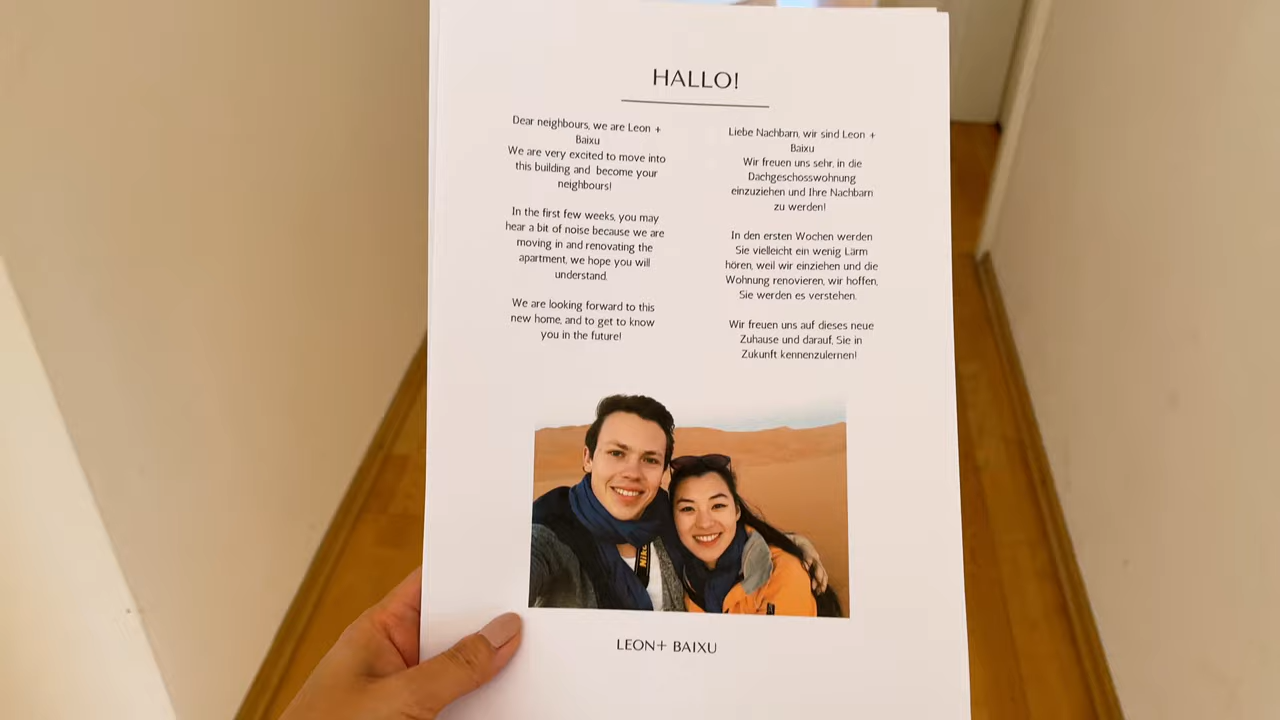 HALLO!
Dear neighbours, we are Leon +
Baixu
We are very excited to move into
this building and become your
neighbours!
In the first few weeks, you may
hear a bit of noise because we are
moving in and renovating the
apartment, we hope you will
understand.
We are looking forward to this
new home, and to get to know
you in the future!
Liebe Nachbarn, wir sind Leon +
Baixu
Wir freuen uns sehr, in die
Dachgeschosswohnung
einzuziehen und Ihre Nachbarn
zu werden!
In den ersten Wochen werden
Sie vielleicht ein wenig Lärm
hören, weil wir einziehen und die
Wohnung renovieren, wir hoffen,
Sie werden es verstehen.
Wir freuen uns auf dieses neue
Zuhause und darauf, Sie in
Zukunft kennenzulernen!
LEON+ BAIXU